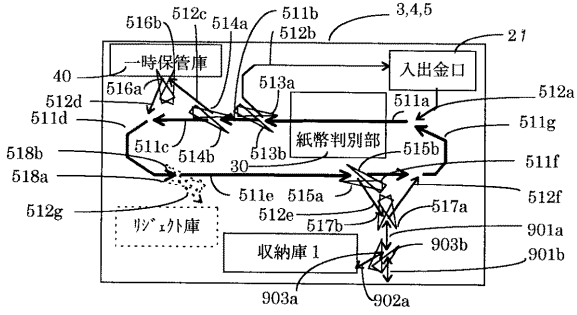 3,4,5
516b
512c
514a
511b
512b
21
40
一時保管庫
入出金口
516a
512d
513a
511a
512a
511d
511g
511c
514b
513b
紙幣判別部
30
515b
518b
518a
511f
511e
515a
512g
512e
512f
517b
517a
リジェクト庫
901a
収納庫1
903b
901b
903a
902a